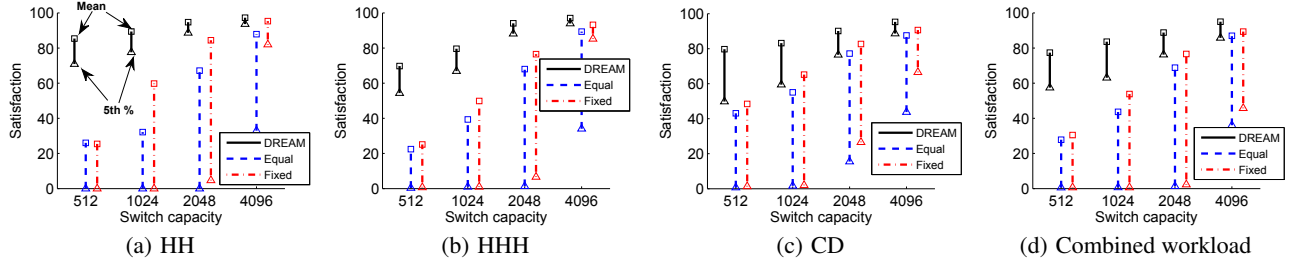 100
80
60
40
20
0
Satisfaction
Mean
5th %
DREAM
Equal
Fixed
512
1024
2048
4096
Switch capacity
(a) HH
100
80
60
40
20
0
Satisfaction
DREAM
Equal
Fixed
512
1024
2048
4096
Switch capacity
(b) HHH
100
80
60
40
20
0
Satisfaction
DREAM
Equal
Fixed
512
1024
2048
4096
Switch capacity
(c) CD
100
80
60
40
20
0
Satisfaction
DREAM
Equal
Fixed
512
1024
2048
4096
Switch capacity
(d) Combined workload